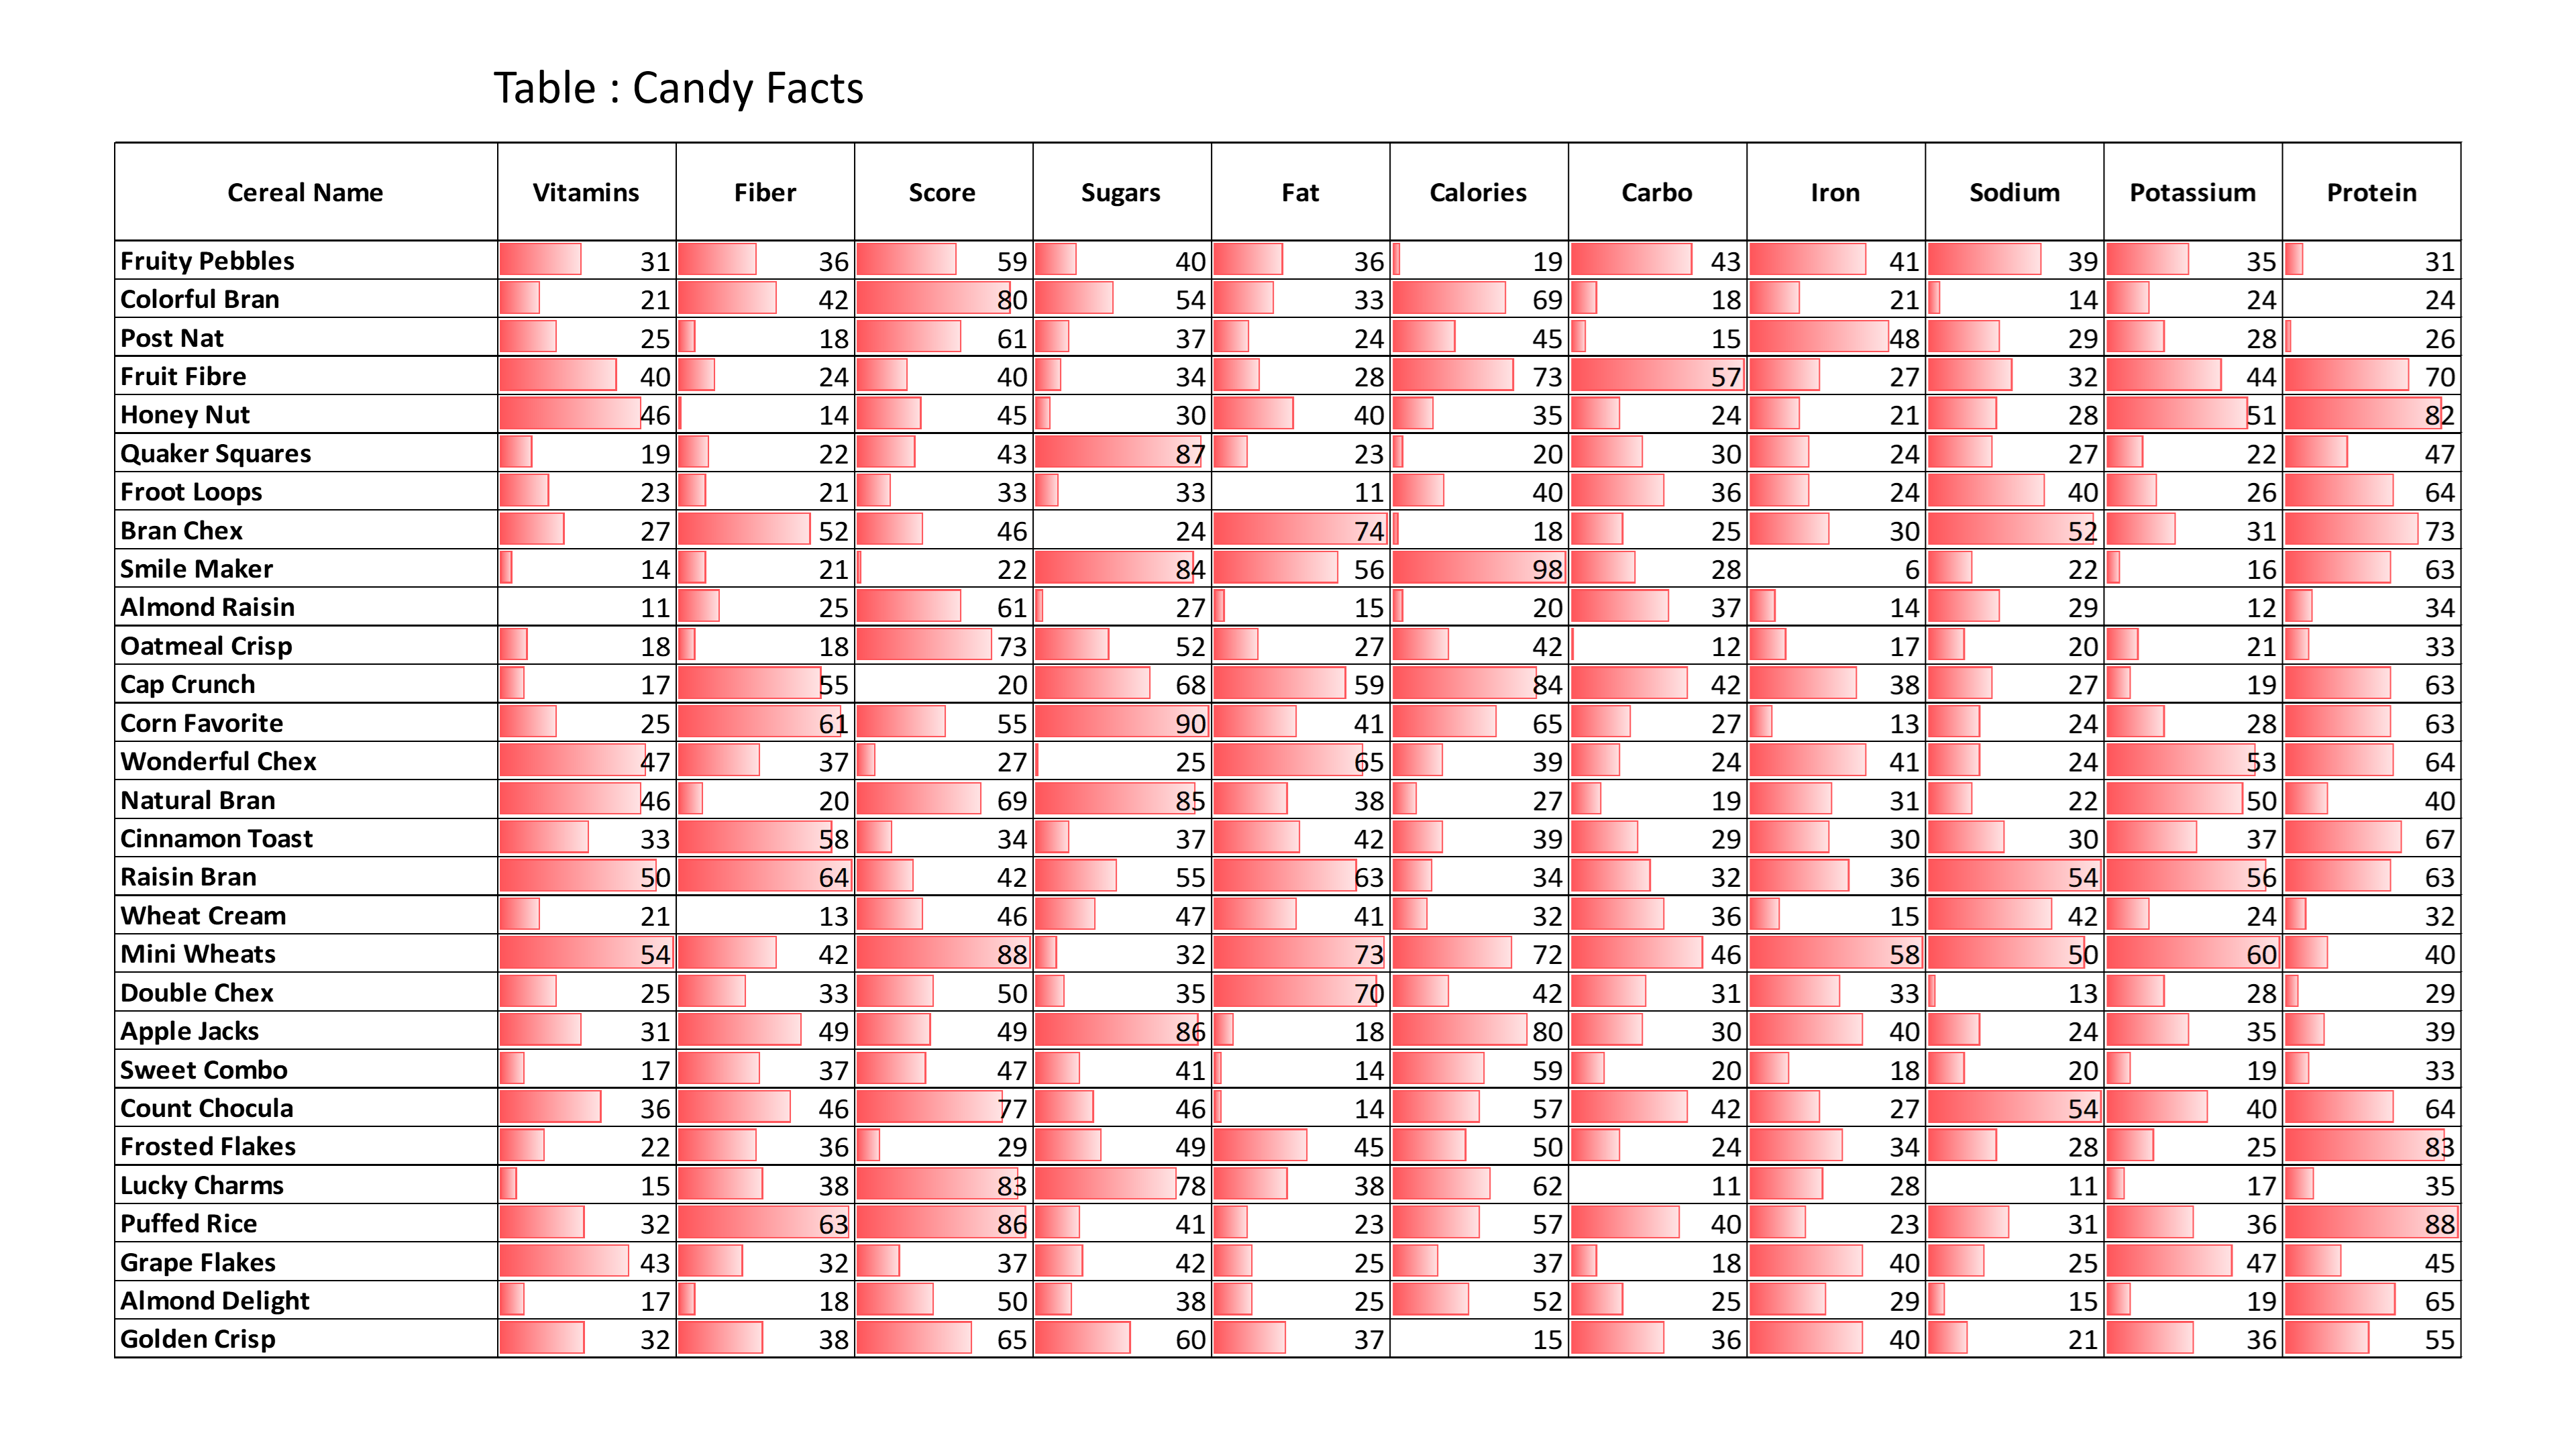 Table : Candy Facts
Cereal Name Vitamins Fiber Score Sugars Fat Calories Carbo Iron Sodium Potassium Protein
Fruity Pebbles 31 36 59 40 36 19 43 41 39 35 31
Colorful Bran 21 42 80 54 33 69 18 21 14 24 24
Post Nat 25 18 61 37 24 45 15 48 29 28 26
Fruit Fibre 40 24 40 34 28 73 57 27 32 44 70
Honey Nut 46 14 45 30 40 35 24 21 28 51 82
Quaker Squares 19 22 43 87 23 20 30 24 27 22 47
Froot Loops 23 21 33 33 11 40 36 24 40 26 64
Bran Chex 27 52 46 24 74 18 25 30 52 31 73
Smile Maker 14 21 22 84 56 98 28 6 22 16 63
Almond Raisin 11 25 61 27 15 20 37 14 29 12 34
Oatmeal Crisp 18 18 73 52 27 42 12 17 20 21 33
Cap Crunch 17 55 20 68 59 84 42 38 27 19 63
Corn Favorite 25 61 55 90 41 65 27 13 24 28 63
Wonderful Chex 47 37 27 25 65 39 24 41 24 53 64
Natural Bran 46 20 69 85 38 27 19 31 22 50 40
Cinnamon Toast 33 58 34 37 42 39 29 30 30 37 67
Raisin Bran 50 64 42 55 63 34 32 36 54 56 63
Wheat Cream 21 13 46 47 41 32 36 15 42 24 32
Mini Wheats 54 42 88 32 73 72 46 58 50 60 40
Double Chex 25 33 50 35 70 42 31 33 13 28 29
Apple Jacks 31 49 49 86 18 80 30 40 24 35 39
Sweet Combo 17 37 47 41 14 59 20 18 20 19 33
Count Chocula 36 46 77 46 14 57 42 27 54 40 64
Frosted Flakes 22 36 29 49 45 50 24 34 28 25 83
Lucky Charms 15 38 83 78 38 62 11 28 11 17 35
Puffed Rice 32 63 86 41 23 57 40 23 31 36 88
Grape Flakes 43 32 37 42 25 37 18 40 25 47 45
Almond Delight 17 18 50 38 25 52 25 29 15 19 65
Golden Crisp 32 38 65 60 37 15 36 40 21 36 55